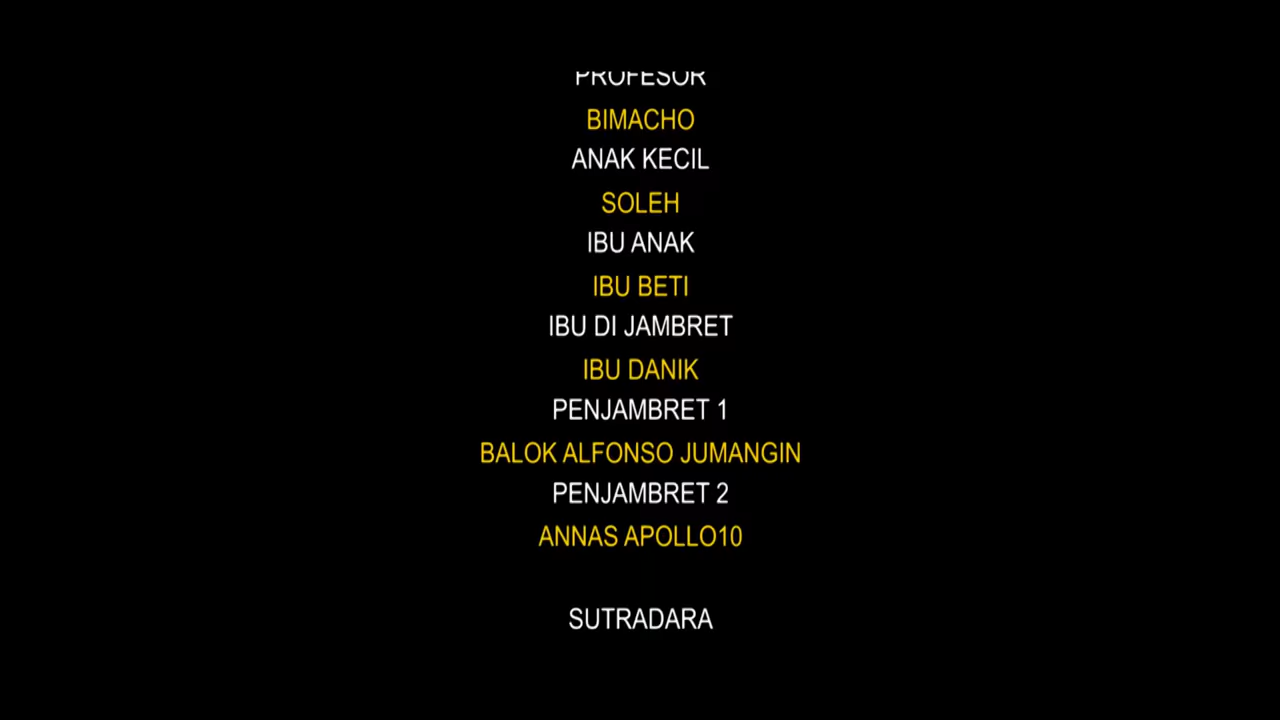 PROFESOR
BIMACHO
ANAK KECIL
SOLEH
IBU ANAK
IBU BETI
IBU DI JAMBRET
IBU DANIK
PENJAMBRET 1
BALOK ALFONSO JUMANGIN
PENJAMBRET 2
ANNAS APOLLO10
SUTRADARA